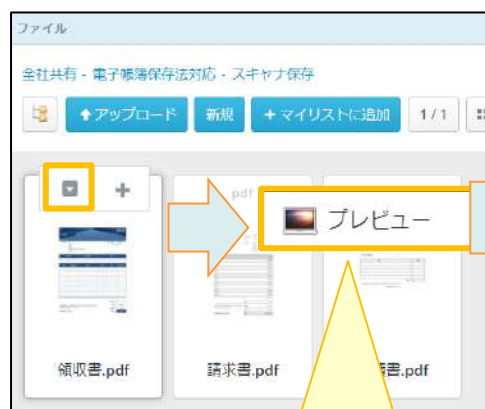 ファイル
全社共有 - 電子帳簿保存法対応 - スキャナ保存
アップロード 新規 + マイリストに追加 1 / 1
pdf
プレビュー
領収書.pdf 請求書.pdf 書.pdf